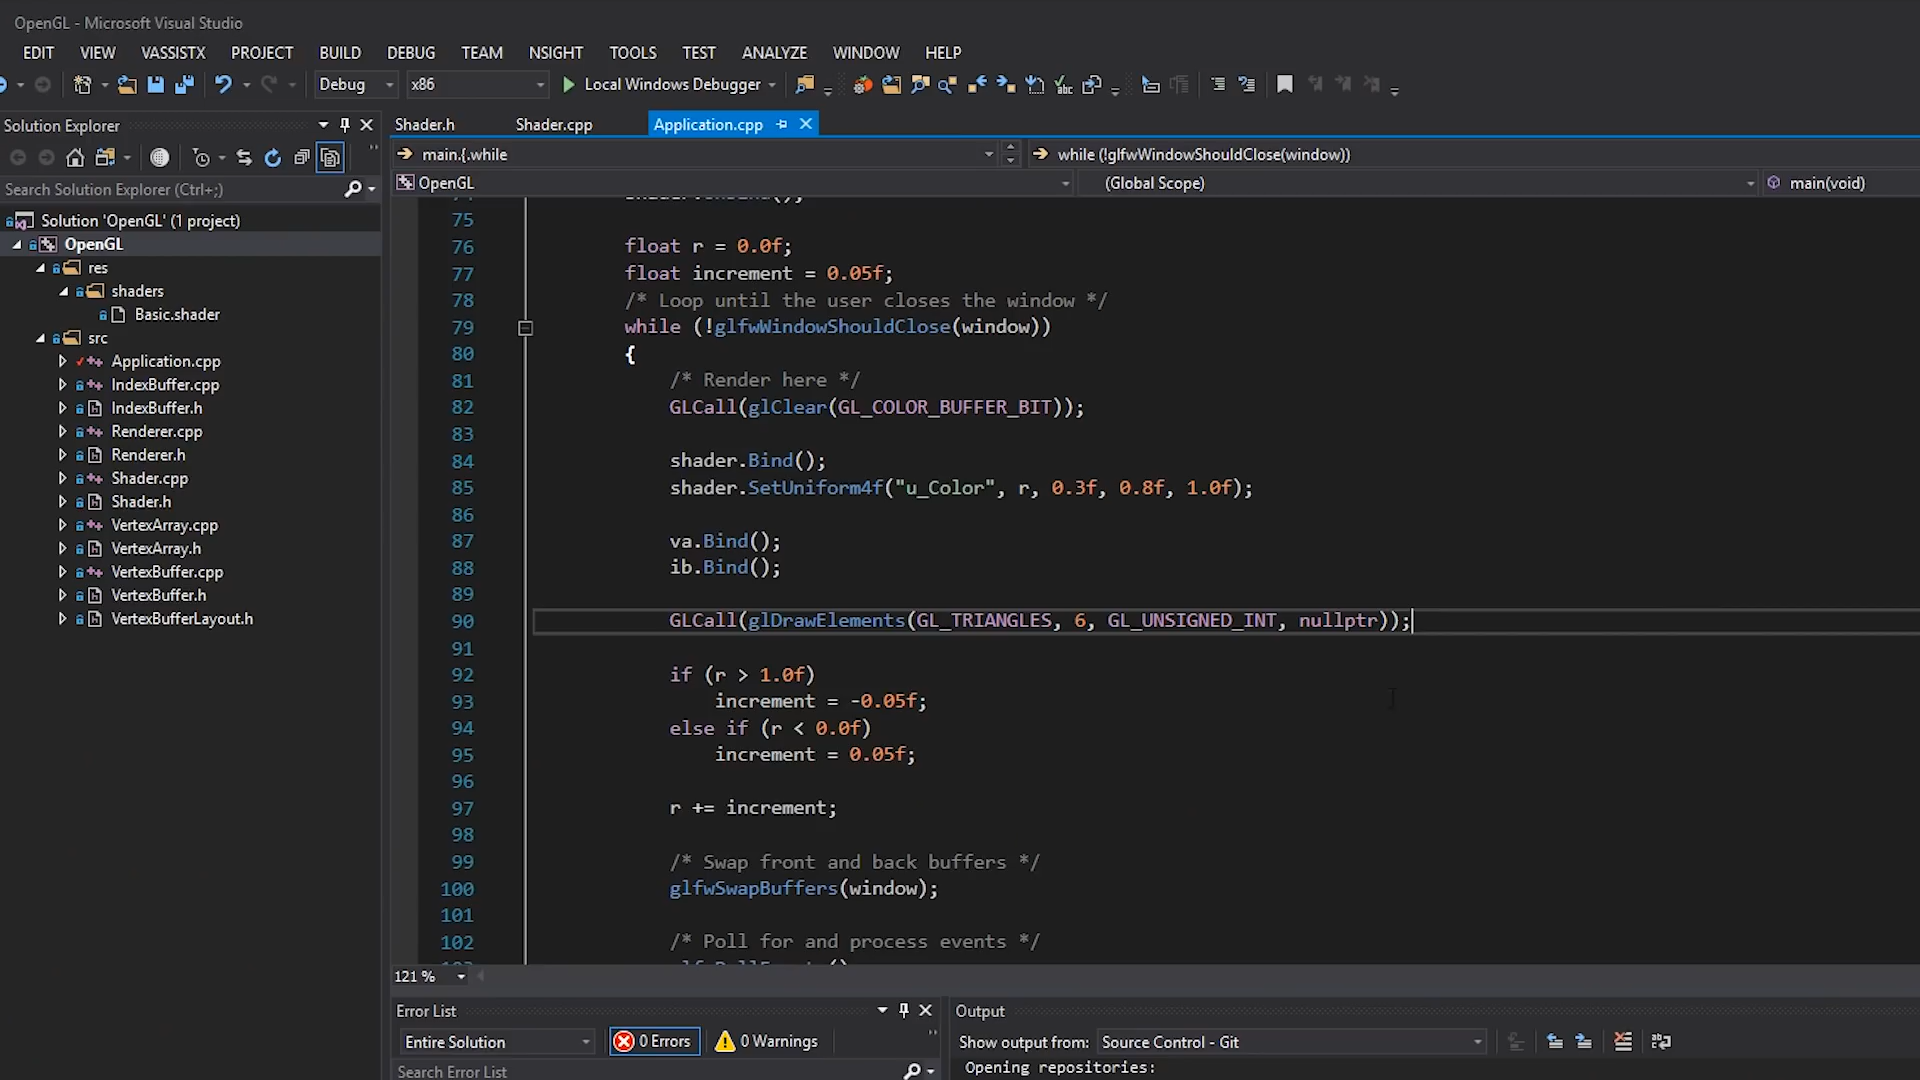 OpenGL - Microsoft Visual Studio
EDIT VIEW VASSISTX PROJECT BUILD DEBUG TEAM NSIGHT TOOLS TEST ANALYZE WINDOW HELP
Debug x86 Local Windows Debugger
Solution Explorer
Search Solution Explorer (Ctrl+;)
Solution 'OpenGL' (1 project)
OpenGL
res
shaders
Basic.shader
src
Application.cpp
IndexBuffer.cpp
IndexBuffer.h
Renderer.cpp
Renderer.h
Shader.cpp
Shader.h
VertexArray.cpp
VertexArray.h
VertexBuffer.cpp
VertexBuffer.h
VertexBufferLayout.h
Shader.h Shader.cpp Application.cpp
main.{.while while (!glfwWindowShouldClose(window))
OpenGL (Global Scope) main(void)
75
76 float r = 0.0f;
77 float increment = 0.05f;
78 /* Loop until the user closes the window */
79 while (!glfwWindowShouldClose(window))
80 {
81 /* Render here */
82 GLCall(glClear(GL_COLOR_BUFFER_BIT));
83
84 shader.Bind();
85 shader.SetUniform4f("u_Color", r, 0.3f, 0.8f, 1.0f);
86
87 va.Bind();
88 ib.Bind();
89
90 GLCall(glDrawElements(GL_TRIANGLES, 6, GL_UNSIGNED_INT, nullptr));
91
92 if (r > 1.0f)
93 increment = -0.05f;
94 else if (r < 0.0f)
95 increment = 0.05f;
96
97 r += increment;
98
99 /* Swap front and back buffers */
100 glfwSwapBuffers(window);
101
102 /* Poll for and process events */
121 %
Error List
Entire Solution 0 Errors 0 Warnings
Search Error List
Output
Show output from: Source Control - Git
Opening repositories: